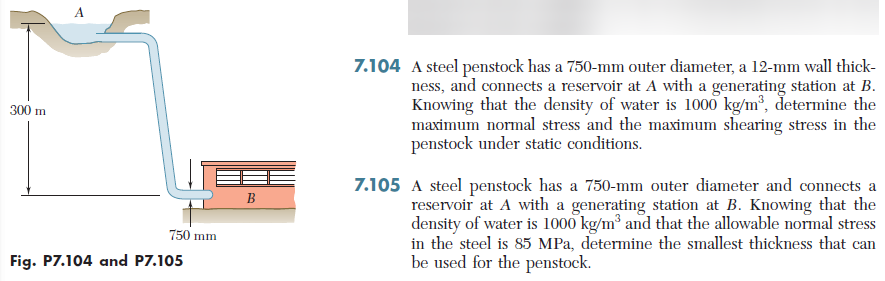 A
300 m
B
750 mm
Fig. P7.104 and P7.105
7.104 A steel penstock has a 750-mm outer diameter, a 12-mm wall thick-
ness, and connects a reservoir at A with a generating station at B.
Knowing that the density of water is 1000 kg/m³, determine the
maximum normal stress and the maximum shearing stress in the
penstock under static conditions.
7.105 A steel penstock has a 750-mm outer diameter and connects a
reservoir at A with a generating station at B. Knowing that the
density of water is 1000 kg/m³ and that the allowable normal stress
in the steel is 85 MPa, determine the smallest thickness that can
be used for the penstock.